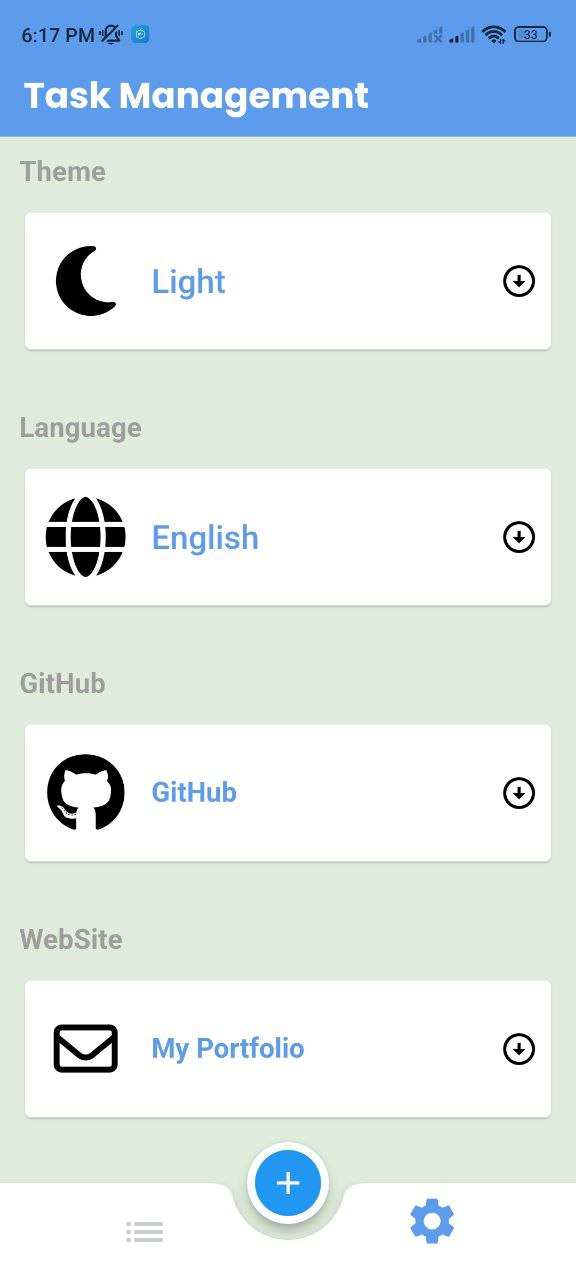 6:17 PM
33
Task Management
Theme
Light
Language
English
GitHub
GitHub
WebSite
My Portfolio